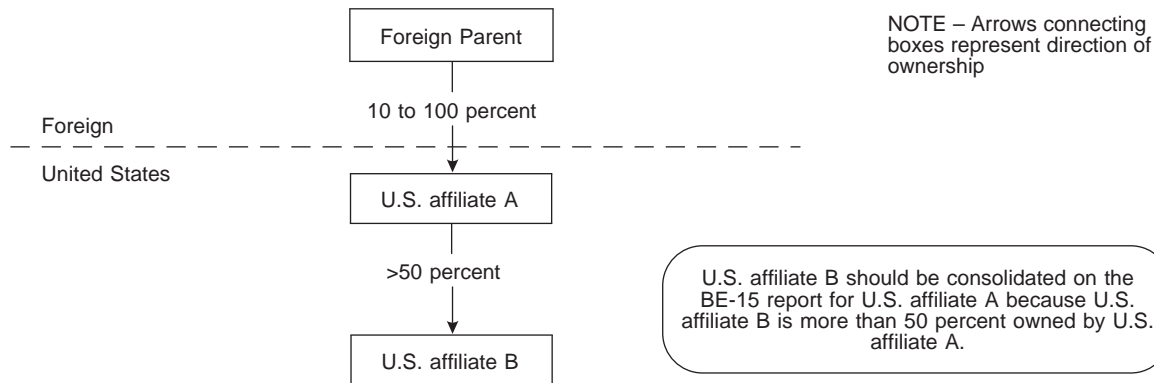 Foreign Parent
NOTE – Arrows connecting
boxes represent direction of
ownership
10 to 100 percent
Foreign
United States
U.S. affiliate A
>50 percent
U.S. affiliate B should be consolidated on the
BE-15 report for U.S. affiliate A because U.S.
affiliate B is more than 50 percent owned by U.S.
affiliate A.
U.S. affiliate B